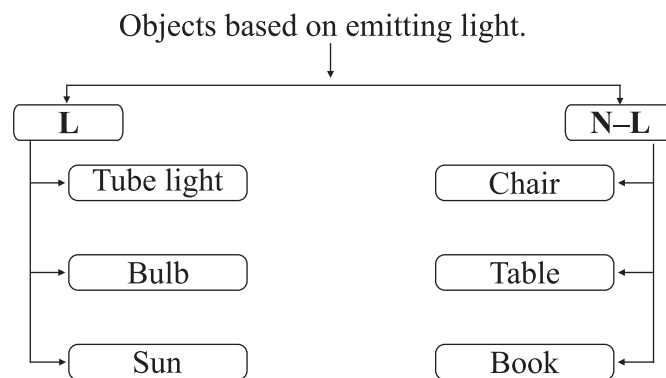 Objects based on emitting light.
L
N–L
Tube light
Chair
Bulb
Table
Sun
Book